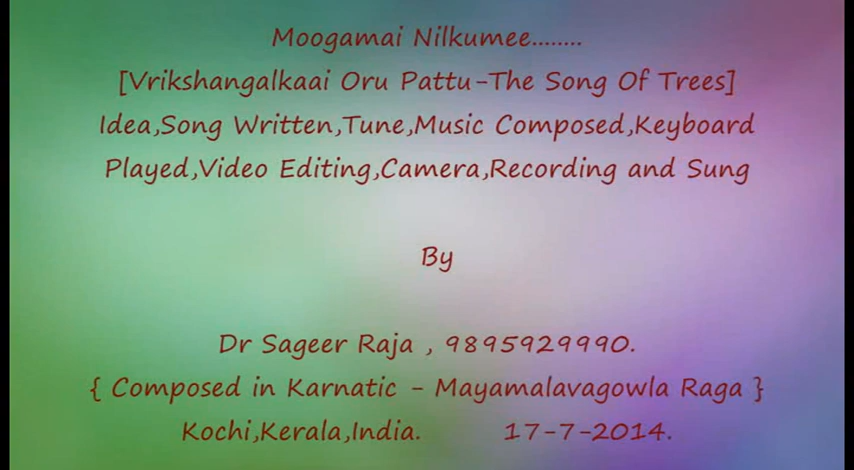 Moogamai Nilkumee........
[Vrikshangalkaai Oru Pattu-The Song Of Trees]
Idea,Song Written,Tune,Music Composed,Keyboard
Played,Video Editing,Camera,Recording and Sung
By
Dr Sageer Raja , 9895929990.
{ Composed in Karnatic - Mayamalavagowla Raga }
Kochi,Kerala,India. 17-7-2014.